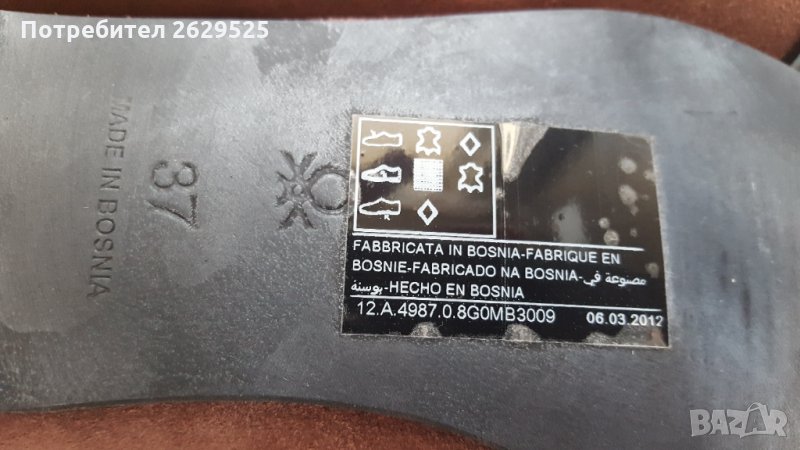 Потребител 2629525
MADE IN BOSNIA
37
FABBRICATA IN BOSNIA-FABRIQUE EN
BOSNIE-FABRICADO NA BOSNIA-مصنوعة في
بوسنة-HECHO EN BOSNIA
12.A.4987.0.8G0MB3009 06.03.2012
BAZAR